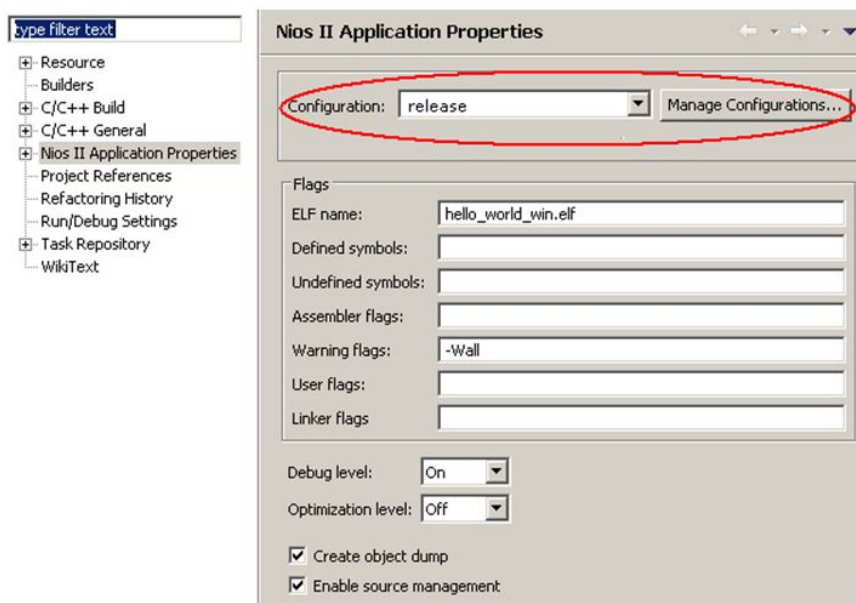 type filter text
Resource
Builders
C/C++ Build
C/C++ General
Nios II Application Properties
Project References
Refactoring History
Run/Debug Settings
Task Repository
WikiText
Nios II Application Properties
Configuration: release Manage Configurations...
Flags
ELF name: hello_world_win.elf
Defined symbols:
Undefined symbols:
Assembler flags:
Warning flags: -Wall
User flags:
Linker flags
Debug level: On
Optimization level: Off
Create object dump
Enable source management